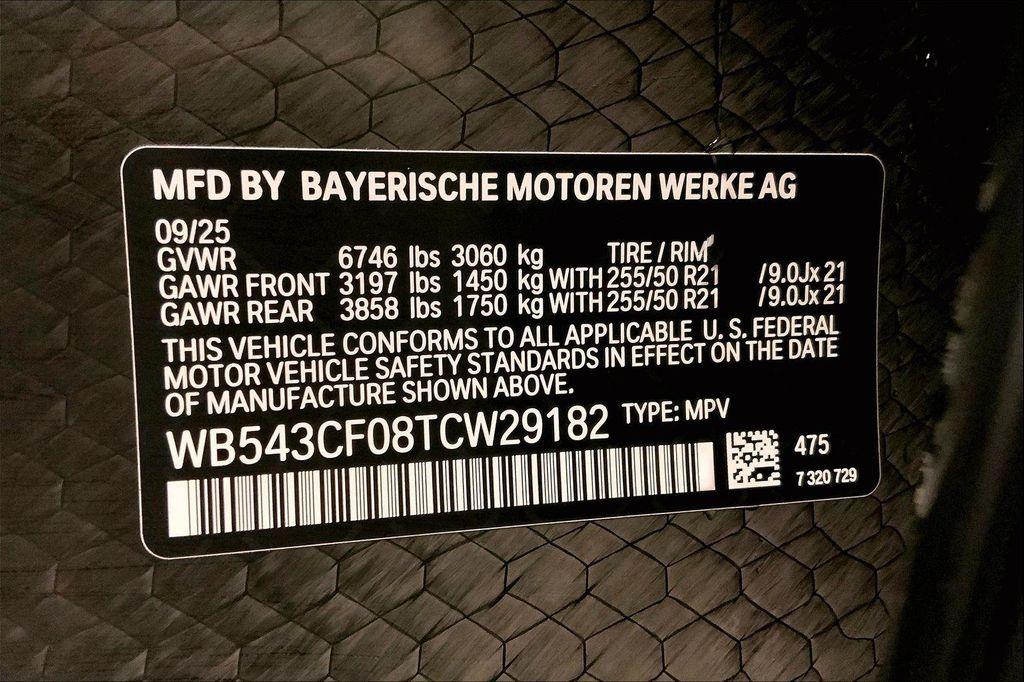 MFD BY BAYERISCHE MOTOREN WERKE AG
09/25
GVWR 6746 lbs 3060 kg TIRE / RIM
GAWR FRONT 3197 lbs 1450 kg WITH 255/50 R21 /9.0Jx 21
GAWR REAR 3858 lbs 1750 kg WITH 255/50 R21 /9.0Jx 21
THIS VEHICLE CONFORMS TO ALL APPLICABLE U. S. FEDERAL
MOTOR VEHICLE SAFETY STANDARDS IN EFFECT ON THE DATE
OF MANUFACTURE SHOWN ABOVE.
WB543CF08TCW29182 TYPE: MPV
475
7 320 729